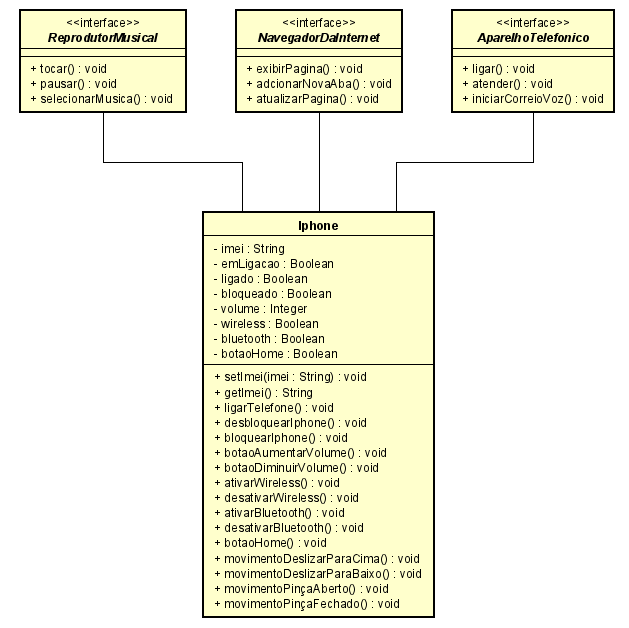 <<interface>>
ReprodutorMusical
+ tocar() : void
+ pausar() : void
+ selecionarMusica() : void
<<interface>>
NavegadorDaInternet
+ exibirPagina() : void
+ adcionarNovaAba() : void
+ atualizarPagina() : void
<<interface>>
AparelhoTelefonico
+ ligar() : void
+ atender() : void
+ iniciarCorreioVoz() : void
Iphone
- imei : String
- emLigacao : Boolean
- ligado : Boolean
- bloqueado : Boolean
- volume : Integer
- wireless : Boolean
- bluetooth : Boolean
- botaoHome : Boolean
+ setImei(imei : String) : void
+ getImei() : String
+ ligarTelefone() : void
+ desbloquearIphone() : void
+ bloquearIphone() : void
+ botaoAumentarVolume() : void
+ botaoDiminuirVolume() : void
+ ativarWireless() : void
+ desativarWireless() : void
+ ativarBluetooth() : void
+ desativarBluetooth() : void
+ botaoHome() : void
+ movimentoDeslizarParaCima() : void
+ movimentoDeslizarParaBaixo() : void
+ movimentoPinçaAberto() : void
+ movimentoPinçaFechado() : void